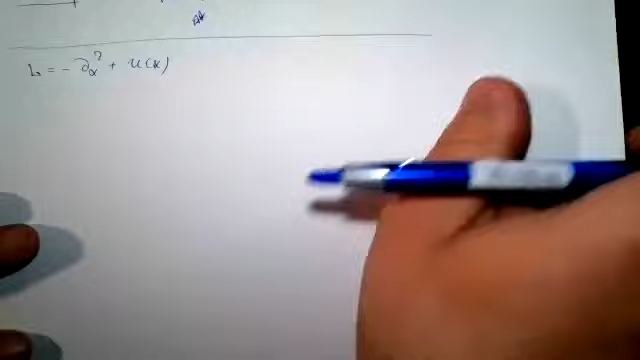 L = - ∂ₓ² + u(x)